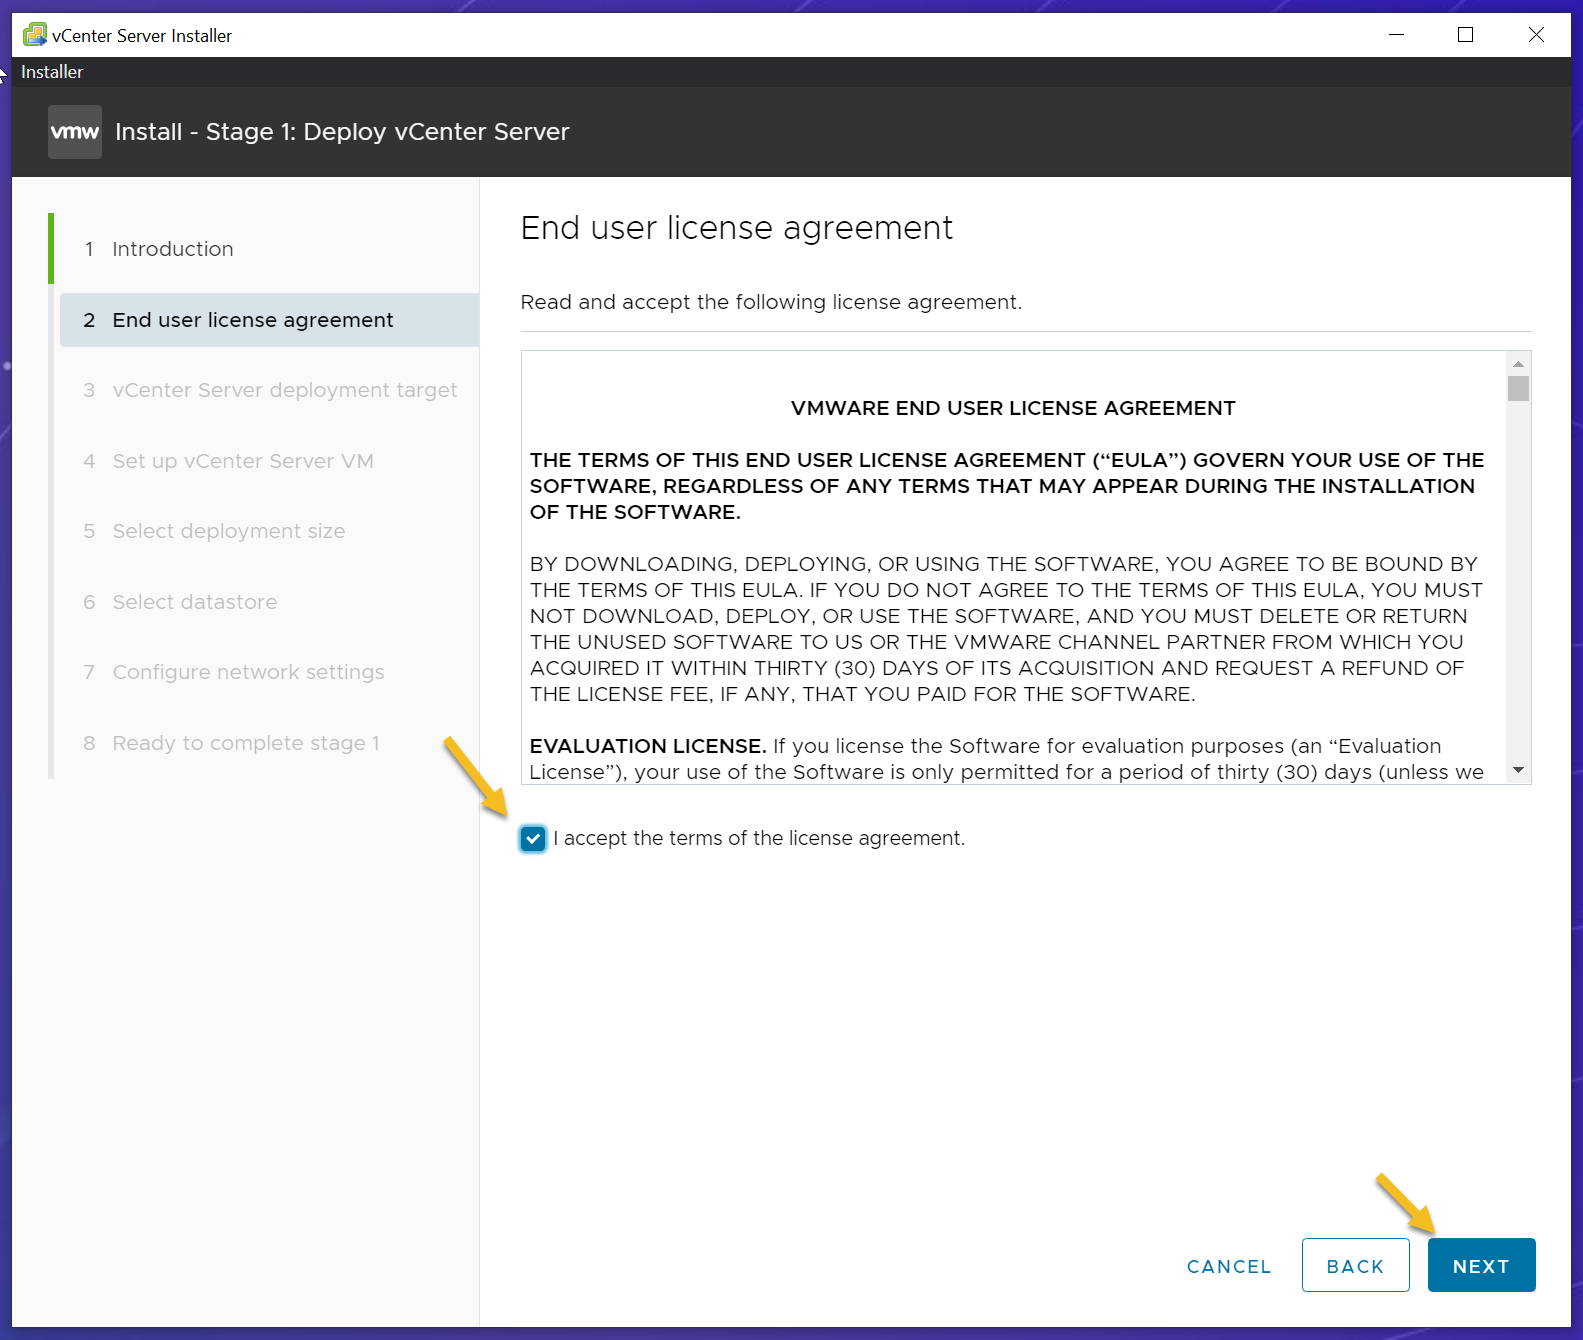 vCenter Server Installer
Installer
vmw
Install - Stage 1: Deploy vCenter Server
1 Introduction
2 End user license agreement
3 vCenter Server deployment target
4 Set up vCenter Server VM
5 Select deployment size
6 Select datastore
7 Configure network settings
8 Ready to complete stage 1
End user license agreement
Read and accept the following license agreement.
VMWARE END USER LICENSE AGREEMENT
THE TERMS OF THIS END USER LICENSE AGREEMENT (“EULA”) GOVERN YOUR USE OF THE
SOFTWARE, REGARDLESS OF ANY TERMS THAT MAY APPEAR DURING THE INSTALLATION
OF THE SOFTWARE.
BY DOWNLOADING, DEPLOYING, OR USING THE SOFTWARE, YOU AGREE TO BE BOUND BY
THE TERMS OF THIS EULA. IF YOU DO NOT AGREE TO THE TERMS OF THIS EULA, YOU MUST
NOT DOWNLOAD, DEPLOY, OR USE THE SOFTWARE, AND YOU MUST DELETE OR RETURN
THE UNUSED SOFTWARE TO US OR THE VMWARE CHANNEL PARTNER FROM WHICH YOU
ACQUIRED IT WITHIN THIRTY (30) DAYS OF ITS ACQUISITION AND REQUEST A REFUND OF
THE LICENSE FEE, IF ANY, THAT YOU PAID FOR THE SOFTWARE.
EVALUATION LICENSE. If you license the Software for evaluation purposes (an “Evaluation
License”), your use of the Software is only permitted for a period of thirty (30) days (unless we
I accept the terms of the license agreement.
CANCEL
BACK
NEXT